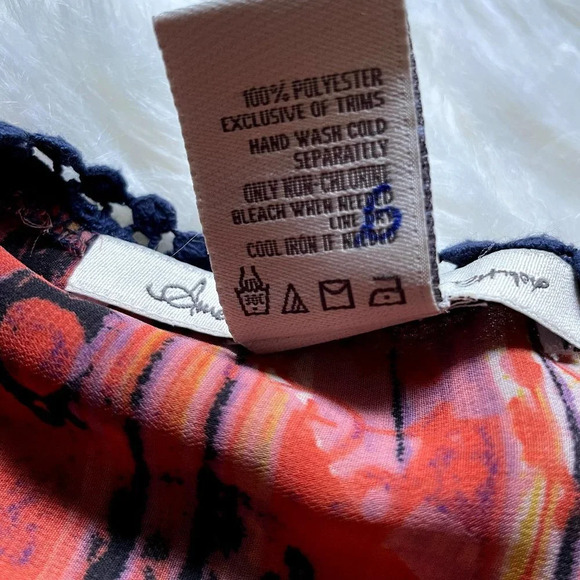 100% POLYESTER
EXCLUSIVE OF TRIMS
HAND WASH COLD
SEPARATELY
ONLY NON-CHLORINE
BLEACH WHEN NEEDED
LINE DRY
COOL IRON IF NEEDED
30C